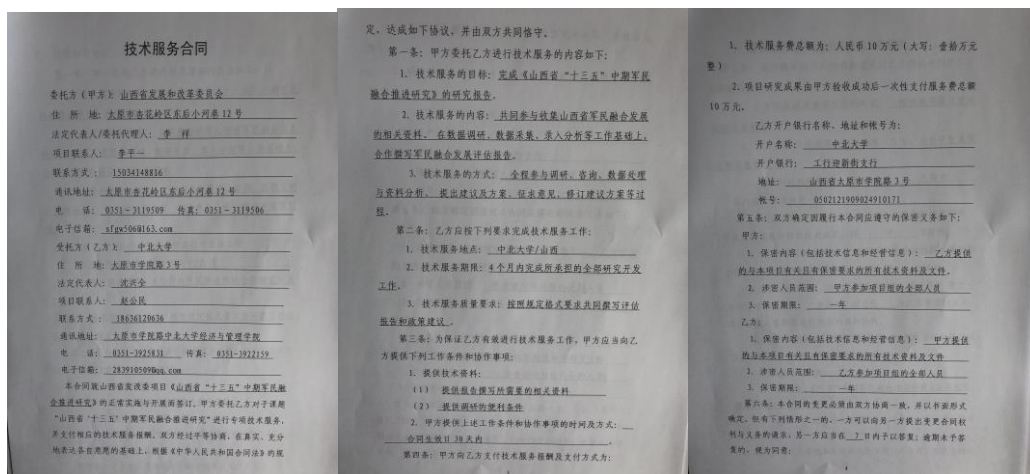 技术服务合同
委托方（甲方）：山西省发展和改革委员会
住 所 地：太原市杏花岭区东后小河巷12号
法定代表人/委托代理人：李 祥
项目联系人：李平一
联系方式：15034148836
通讯地址：太原市杏花岭区东后小河巷12号
电 话：0351-3119509 传真：0351-3119506
电子信箱：sfgw506@163.com
受托方（乙方）：中北大学
住 所 地：太原市学院路3号
法定代表人：沈兴全
项目联系人：赵公民
联系方式：18636120636
通讯地址：太原市学院路中北大学经济与管理学院
电 话：0351-3925831 传真：0351-3922159
电子信箱：283910509@qq.com
本合同就山西省发改委项目《山西省“十三五”中期军民融
合推进研究》的正常实施与开展而签订，甲方委托乙方对子课题
“山西省‘十三五’中期军民融合推进研究”进行专项技术服务，
并支付相应的技术服务报酬。双方经过平等协商，在真实、充分
地表达各自意愿的基础上，根据《中华人民共和国合同法》的规
定，达成如下协议，并由双方共同恪守。
第一条：甲方委托乙方进行技术服务的内容如下：
1. 技术服务的目标：完成《山西省“十三五”中期军民
融合推进研究》的研究报告。
2. 技术服务的内容：共同参与收集山西省军民融合发展
的相关资料。在数据调研、数据采集、录入分析等工作基础上，
合作撰写军民融合发展评估报告。
3. 技术服务的方式：全程参与调研、咨询、数据处理
与资料分析、提出建议及方案、征求意见、修订建议方案等过
程。
第二条：乙方应按下列要求完成技术服务工作：
1. 技术服务地点：中北大学/山西
2. 技术服务期限：4个月内完成所承担的全部研究开发
工作。
3. 技术服务质量要求：按照规定格式要求共同撰写评估
报告和政策建议。
第三条：为保证乙方有效进行技术服务工作，甲方应当向乙
方提供下列工作条件和协作事项：
1. 提供技术资料：
（1）提供报告撰写所需要的相关资料
（2）提供调研的便利条件
2. 甲方提供上述工作条件和协作事项的时间及方式：
合同生效日30天内
第四条：甲方向乙方支付技术服务报酬及支付方式为：
1. 技术服务费总额为：人民币10万元（大写：壹拾万元
整）
2. 项目研究成果由甲方验收成功后一次性支付服务费总额
10万元。
乙方开户银行名称、地址和帐号为：
开户名称：中北大学
开户银行：工行迎新街支行
地址：山西省太原市学院路3号
帐号：0502121909024910171
第五条：双方确定因履行本合同应遵守的保密义务如下：
甲方：
1. 保密内容（包括技术信息和经营信息）：乙方提供
的与本项目有关且有保密要求的所有技术资料及文件。
2. 涉密人员范围：甲方参加项目组的全部人员
3. 保密期限：一年
乙方：
1. 保密内容（包括技术信息和经营信息）：甲方提供
的与本项目有关且有保密要求的所有技术资料及文件
2. 涉密人员范围：乙方参加项目组的全部人员
3. 保密期限：一年
第六条：本合同的变更必须由双方协商一致，并以书面形式
确定。但有下列情形之一的，一方可以向另一方提出变更合同权
利与义务的请求，另一方应当在 7 日内予以答复；逾期未予答
复的，视为同意：